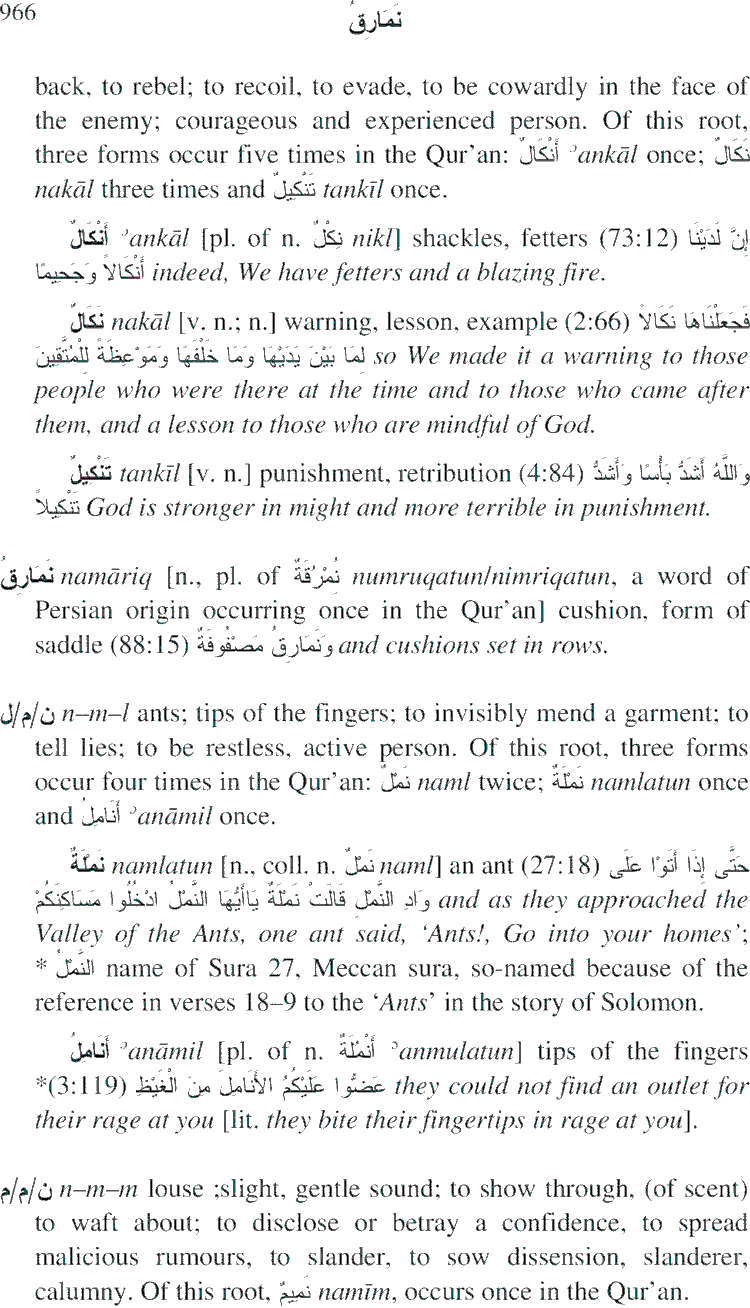 966
نَمَارِقُ
back, to rebel; to recoil, to evade, to be cowardly in the face of
the enemy; courageous and experienced person. Of this root,
three forms occur five times in the Qur’an: أَنْكَالٌ ʾankāl once; نَكَالٌ
nakāl three times and تَنْكِيلٌ tankīl once.
أَنْكَالٌ ʾankāl [pl. of n. نِكْلٌ nikl] shackles, fetters (73:12) إِنَّ لَدَيْنَا
أَنْكَالاً وَجَحِيمًا indeed, We have fetters and a blazing fire.
نَكَالٌ nakāl [v. n.; n.] warning, lesson, example (2:66) فَجَعَلْنَاهَا نَكَالاً
لِمَا بَيْنَ يَدَيْهَا وَمَا خَلْفَهَا وَمَوْعِظَةً لِلْمُتَّقِينَ so We made it a warning to those
people who were there at the time and to those who came after
them, and a lesson to those who are mindful of God.
تَنْكِيلٌ tankīl [v. n.] punishment, retribution (4:84) وَاللَّهُ أَشَدُّ بَأْسًا وَأَشَدُّ
تَنْكِيلاً God is stronger in might and more terrible in punishment.
نَمَارِقُ namāriq [n., pl. of نُمْرُقَةٌ numruqatun/nimriqatun, a word of
Persian origin occurring once in the Qur’an] cushion, form of
saddle (88:15) وَنَمَارِقُ مَصْفُوفَةٌ and cushions set in rows.
ن/م/ل n–m–l ants; tips of the fingers; to invisibly mend a garment; to
tell lies; to be restless, active person. Of this root, three forms
occur four times in the Qur’an: نَمْلٌ naml twice; نَمْلَةٌ namlatun once
and أَنَامِلُ ʾanāmil once.
نَمْلَةٌ namlatun [n., coll. n. نَمْلٌ naml] an ant (27:18) حَتَّى إِذَا أَتَوْا عَلَى
وَادِ النَّمْلِ قَالَتْ نَمْلَةٌ يَاأَيُّهَا النَّمْلُ ادْخُلُوا مَسَاكِنَكُمْ and as they approached the
Valley of the Ants, one ant said, ‘Ants!, Go into your homes’;
* النَّمْلُ name of Sura 27, Meccan sura, so-named because of the
reference in verses 18–9 to the ‘Ants’ in the story of Solomon.
أَنَامِلُ ʾanāmil [pl. of n. أَنْمُلَةٌ ʾanmulatun] tips of the fingers
*(3:119) عَضُّوا عَلَيْكُمُ الأَنَامِلَ مِنَ الْغَيْظِ they could not find an outlet for
their rage at you [lit. they bite their fingertips in rage at you].
ن/م/م n–m–m louse ;slight, gentle sound; to show through, (of scent)
to waft about; to disclose or betray a confidence, to spread
malicious rumours, to slander, to sow dissension, slanderer,
calumny. Of this root, نَمِيمٌ namīm, occurs once in the Qur’an.